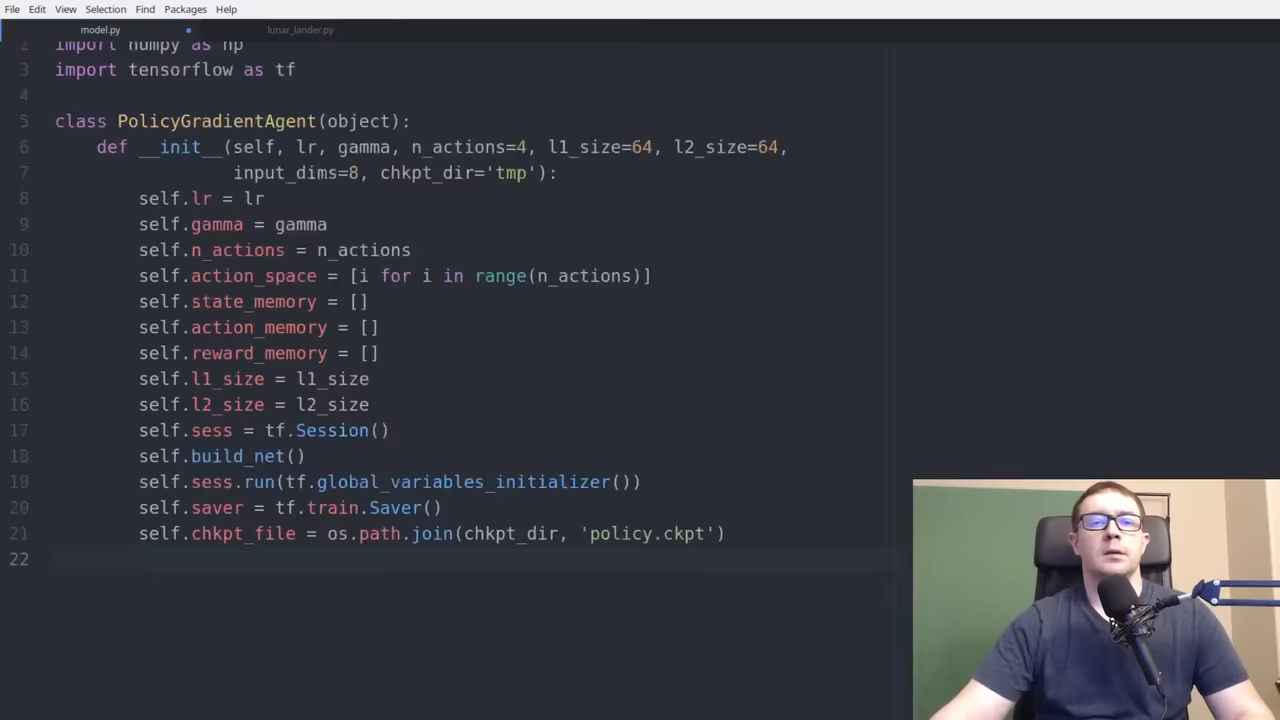 File Edit View Selection Find Packages Help
model.py lunar_lander.py
2 import numpy as np
3 import tensorflow as tf
4
5 class PolicyGradientAgent(object):
6 def __init__(self, lr, gamma, n_actions=4, l1_size=64, l2_size=64,
7 input_dims=8, chkpt_dir='tmp'):
8 self.lr = lr
9 self.gamma = gamma
10 self.n_actions = n_actions
11 self.action_space = [i for i in range(n_actions)]
12 self.state_memory = []
13 self.action_memory = []
14 self.reward_memory = []
15 self.l1_size = l1_size
16 self.l2_size = l2_size
17 self.sess = tf.Session()
18 self.build_net()
19 self.sess.run(tf.global_variables_initializer())
20 self.saver = tf.train.Saver()
21 self.chkpt_file = os.path.join(chkpt_dir, 'policy.ckpt')
22